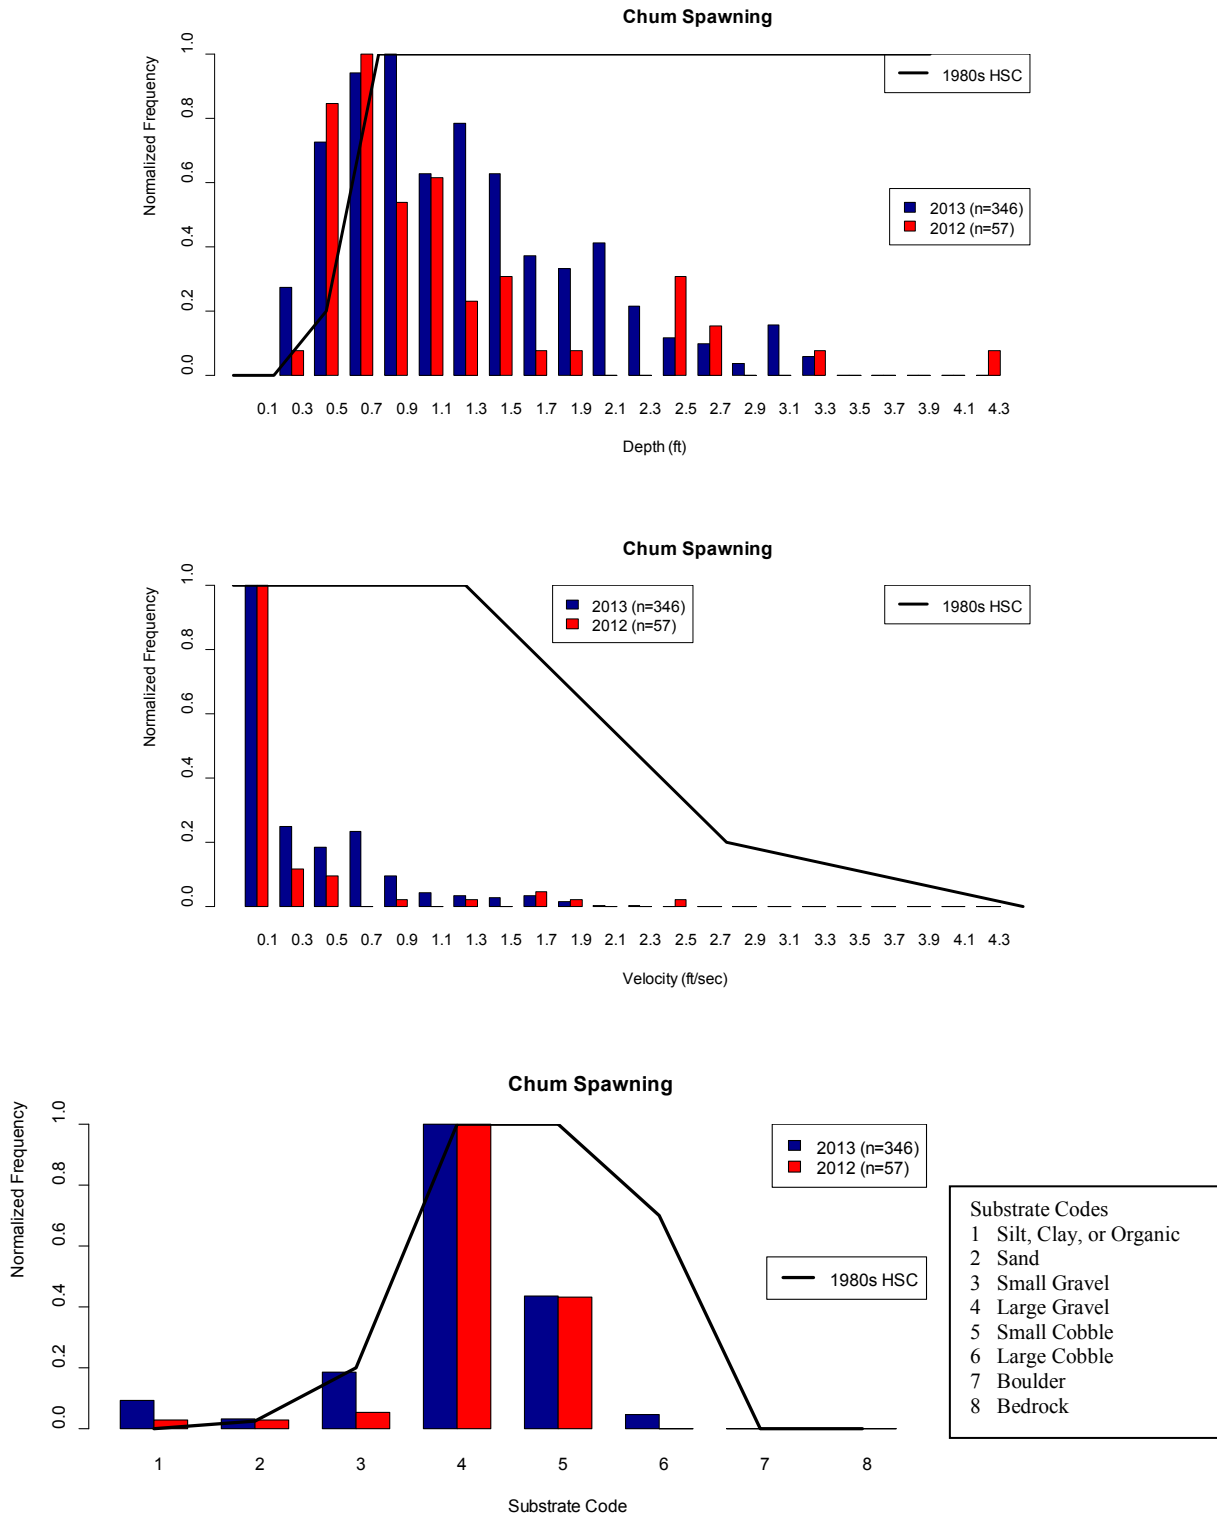 Chum Spawning
Normalized Frequency
1.0
0.8
0.6
0.4
0.2
0.0
1980s HSC
2013 (n=346)
2012 (n=57)
0.1 0.3 0.5 0.7 0.9 1.1 1.3 1.5 1.7 1.9 2.1 2.3 2.5 2.7 2.9 3.1 3.3 3.5 3.7 3.9 4.1 4.3
Depth (ft)
Chum Spawning
Normalized Frequency
1.0
0.8
0.6
0.4
0.2
0.0
2013 (n=346)
2012 (n=57)
1980s HSC
0.1 0.3 0.5 0.7 0.9 1.1 1.3 1.5 1.7 1.9 2.1 2.3 2.5 2.7 2.9 3.1 3.3 3.5 3.7 3.9 4.1 4.3
Velocity (ft/sec)
Chum Spawning
Normalized Frequency
1.0
0.8
0.6
0.4
0.2
0.0
2013 (n=346)
2012 (n=57)
1980s HSC
1 2 3 4 5 6 7 8
Substrate Code
Substrate Codes
1 Silt, Clay, or Organic
2 Sand
3 Small Gravel
4 Large Gravel
5 Small Cobble
6 Large Cobble
7 Boulder
8 Bedrock